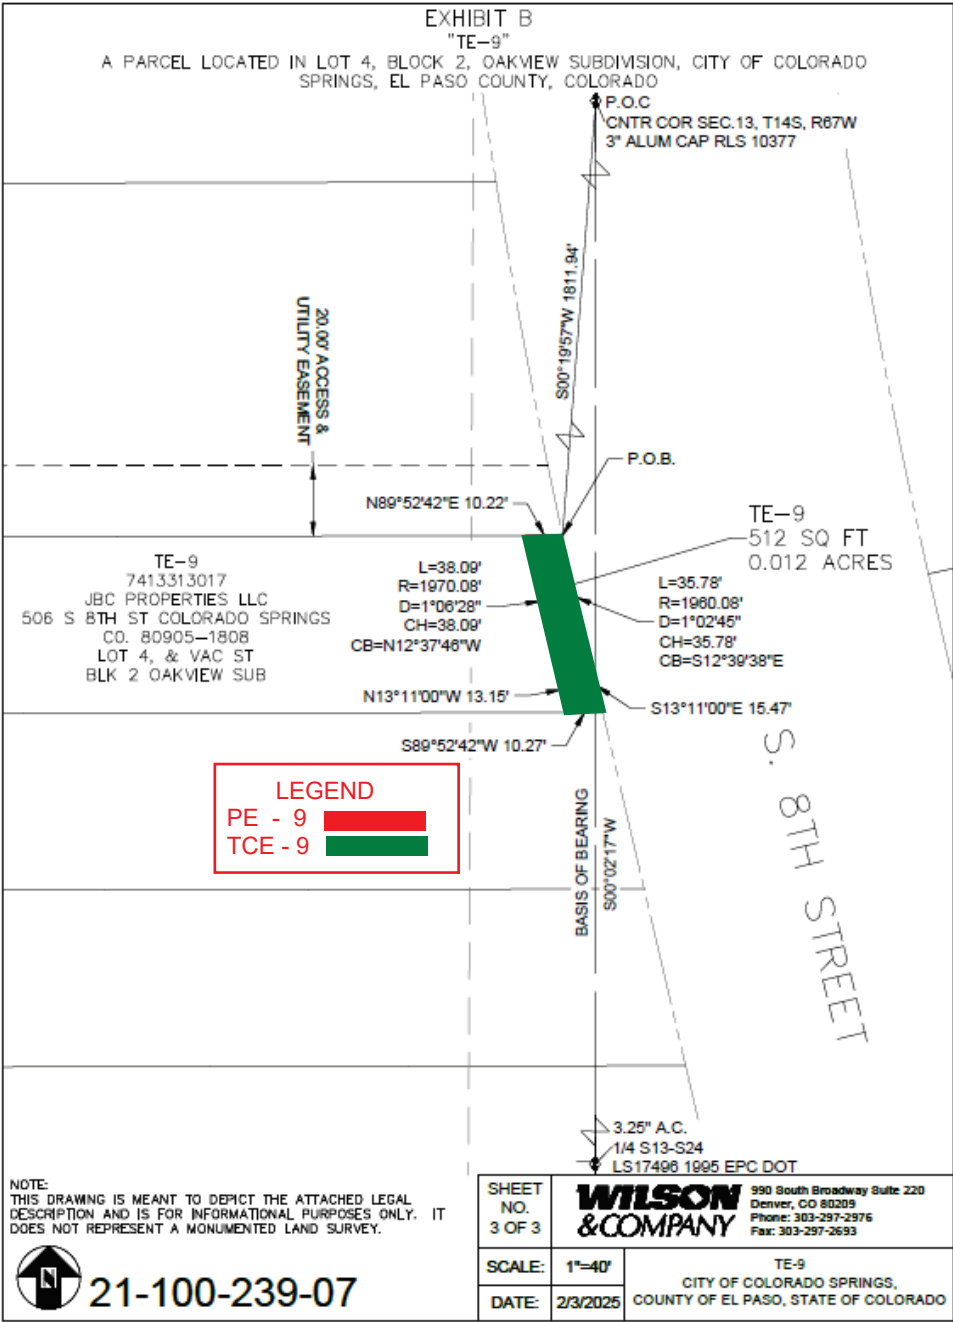 EXHIBIT B
"TE-9"
A PARCEL LOCATED IN LOT 4, BLOCK 2, OAKVIEW SUBDIVISION, CITY OF COLORADO
SPRINGS, EL PASO COUNTY, COLORADO
P.O.C
CNTR COR SEC.13, T14S, R67W
3" ALUM CAP RLS 10377
S00°19'57"W 1811.94'
20.00' ACCESS &
UTILITY EASEMENT
P.O.B.
N89°52'42"E 10.22'
TE-9
512 SQ FT
0.012 ACRES
TE-9
7413313017
JBC PROPERTIES LLC
506 S 8TH ST COLORADO SPRINGS
CO. 80905-1808
LOT 4, & VAC ST
BLK 2 OAKVIEW SUB
L=38.09'
R=1970.08'
D=1°06'28"
CH=38.09'
CB=N12°37'46"W
L=35.78'
R=1960.08'
D=1°02'45"
CH=35.78'
CB=S12°39'38"E
N13°11'00"W 13.15'
S13°11'00"E 15.47'
S89°52'42"W 10.27'
LEGEND
PE - 9
TCE - 9
BASIS OF BEARING
S00°02'17"W
S. 8TH STREET
3.25" A.C.
1/4 S13-S24
LS17496 1995 EPC DOT
NOTE:
THIS DRAWING IS MEANT TO DEPICT THE ATTACHED LEGAL
DESCRIPTION AND IS FOR INFORMATIONAL PURPOSES ONLY. IT
DOES NOT REPRESENT A MONUMENTED LAND SURVEY.
N
21-100-239-07
SHEET
NO.
3 OF 3
WILSON
&COMPANY
990 South Broadway Suite 220
Denver, CO 80209
Phone: 303-297-2976
Fax: 303-297-2693
SCALE: 1"=40'
DATE: 2/3/2025
TE-9
CITY OF COLORADO SPRINGS,
COUNTY OF EL PASO, STATE OF COLORADO